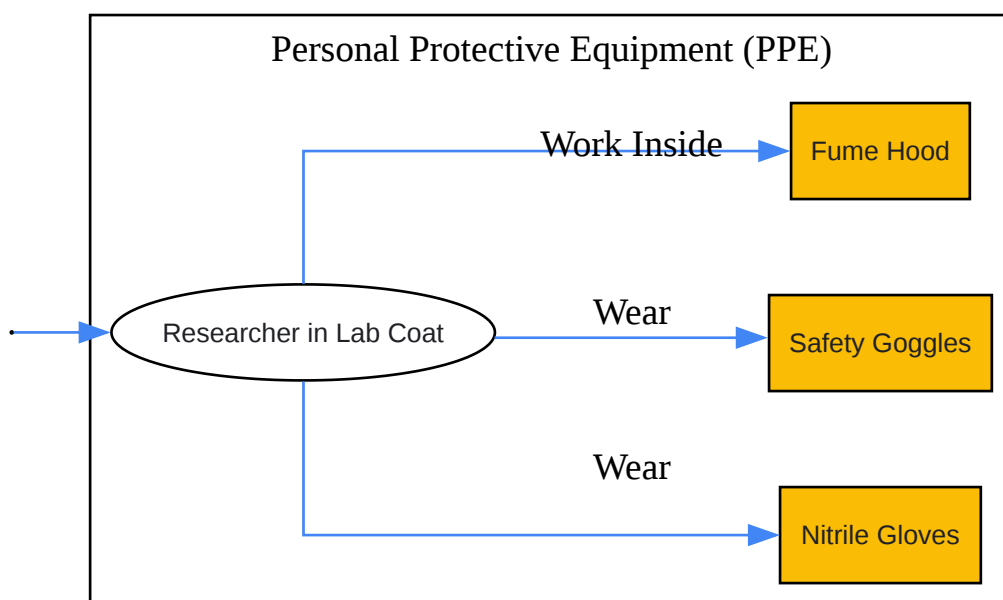 Personal Protective Equipment (PPE)
Work Inside
Fume Hood
Researcher in Lab Coat
Wear
Safety Goggles
Wear
Nitrile Gloves